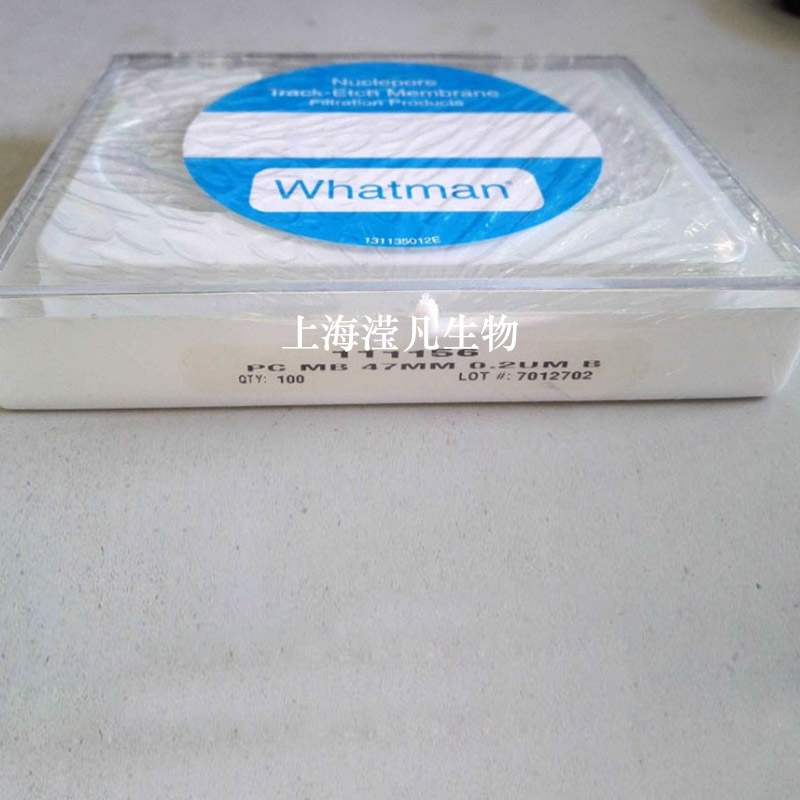 Nuclepore
Track-Etch Membrane
Filtration Products
Whatman®
131135012E
上海滢凡生物
111156
PC MB 47MM 0.2UM B
QTY: 100
LOT #: 7012702